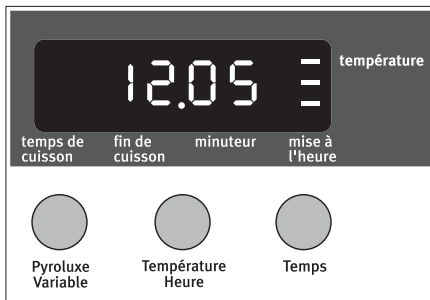 12.05
température
temps de cuisson
fin de cuisson
minuteur
mise à l'heure
Pyroluxe Variable
Température Heure
Temps